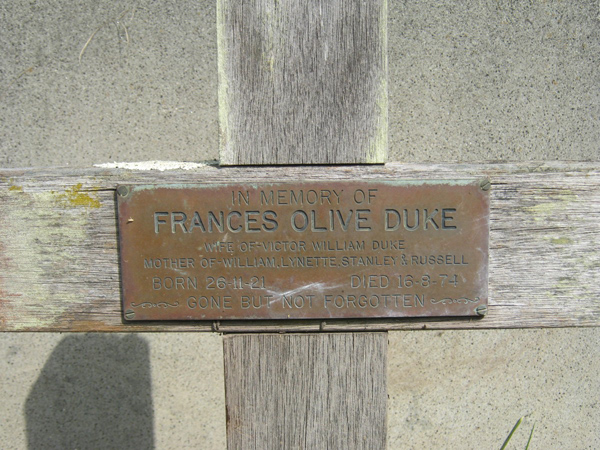 IN MEMORY OF
FRANCES OLIVE DUKE
WIFE OF VICTOR WILLIAM DUKE
MOTHER OF WILLIAM, LYNETTE, STANLEY & RUSSELL
BORN 26-11-21 DIED 16-8-74
GONE BUT NOT FORGOTTEN